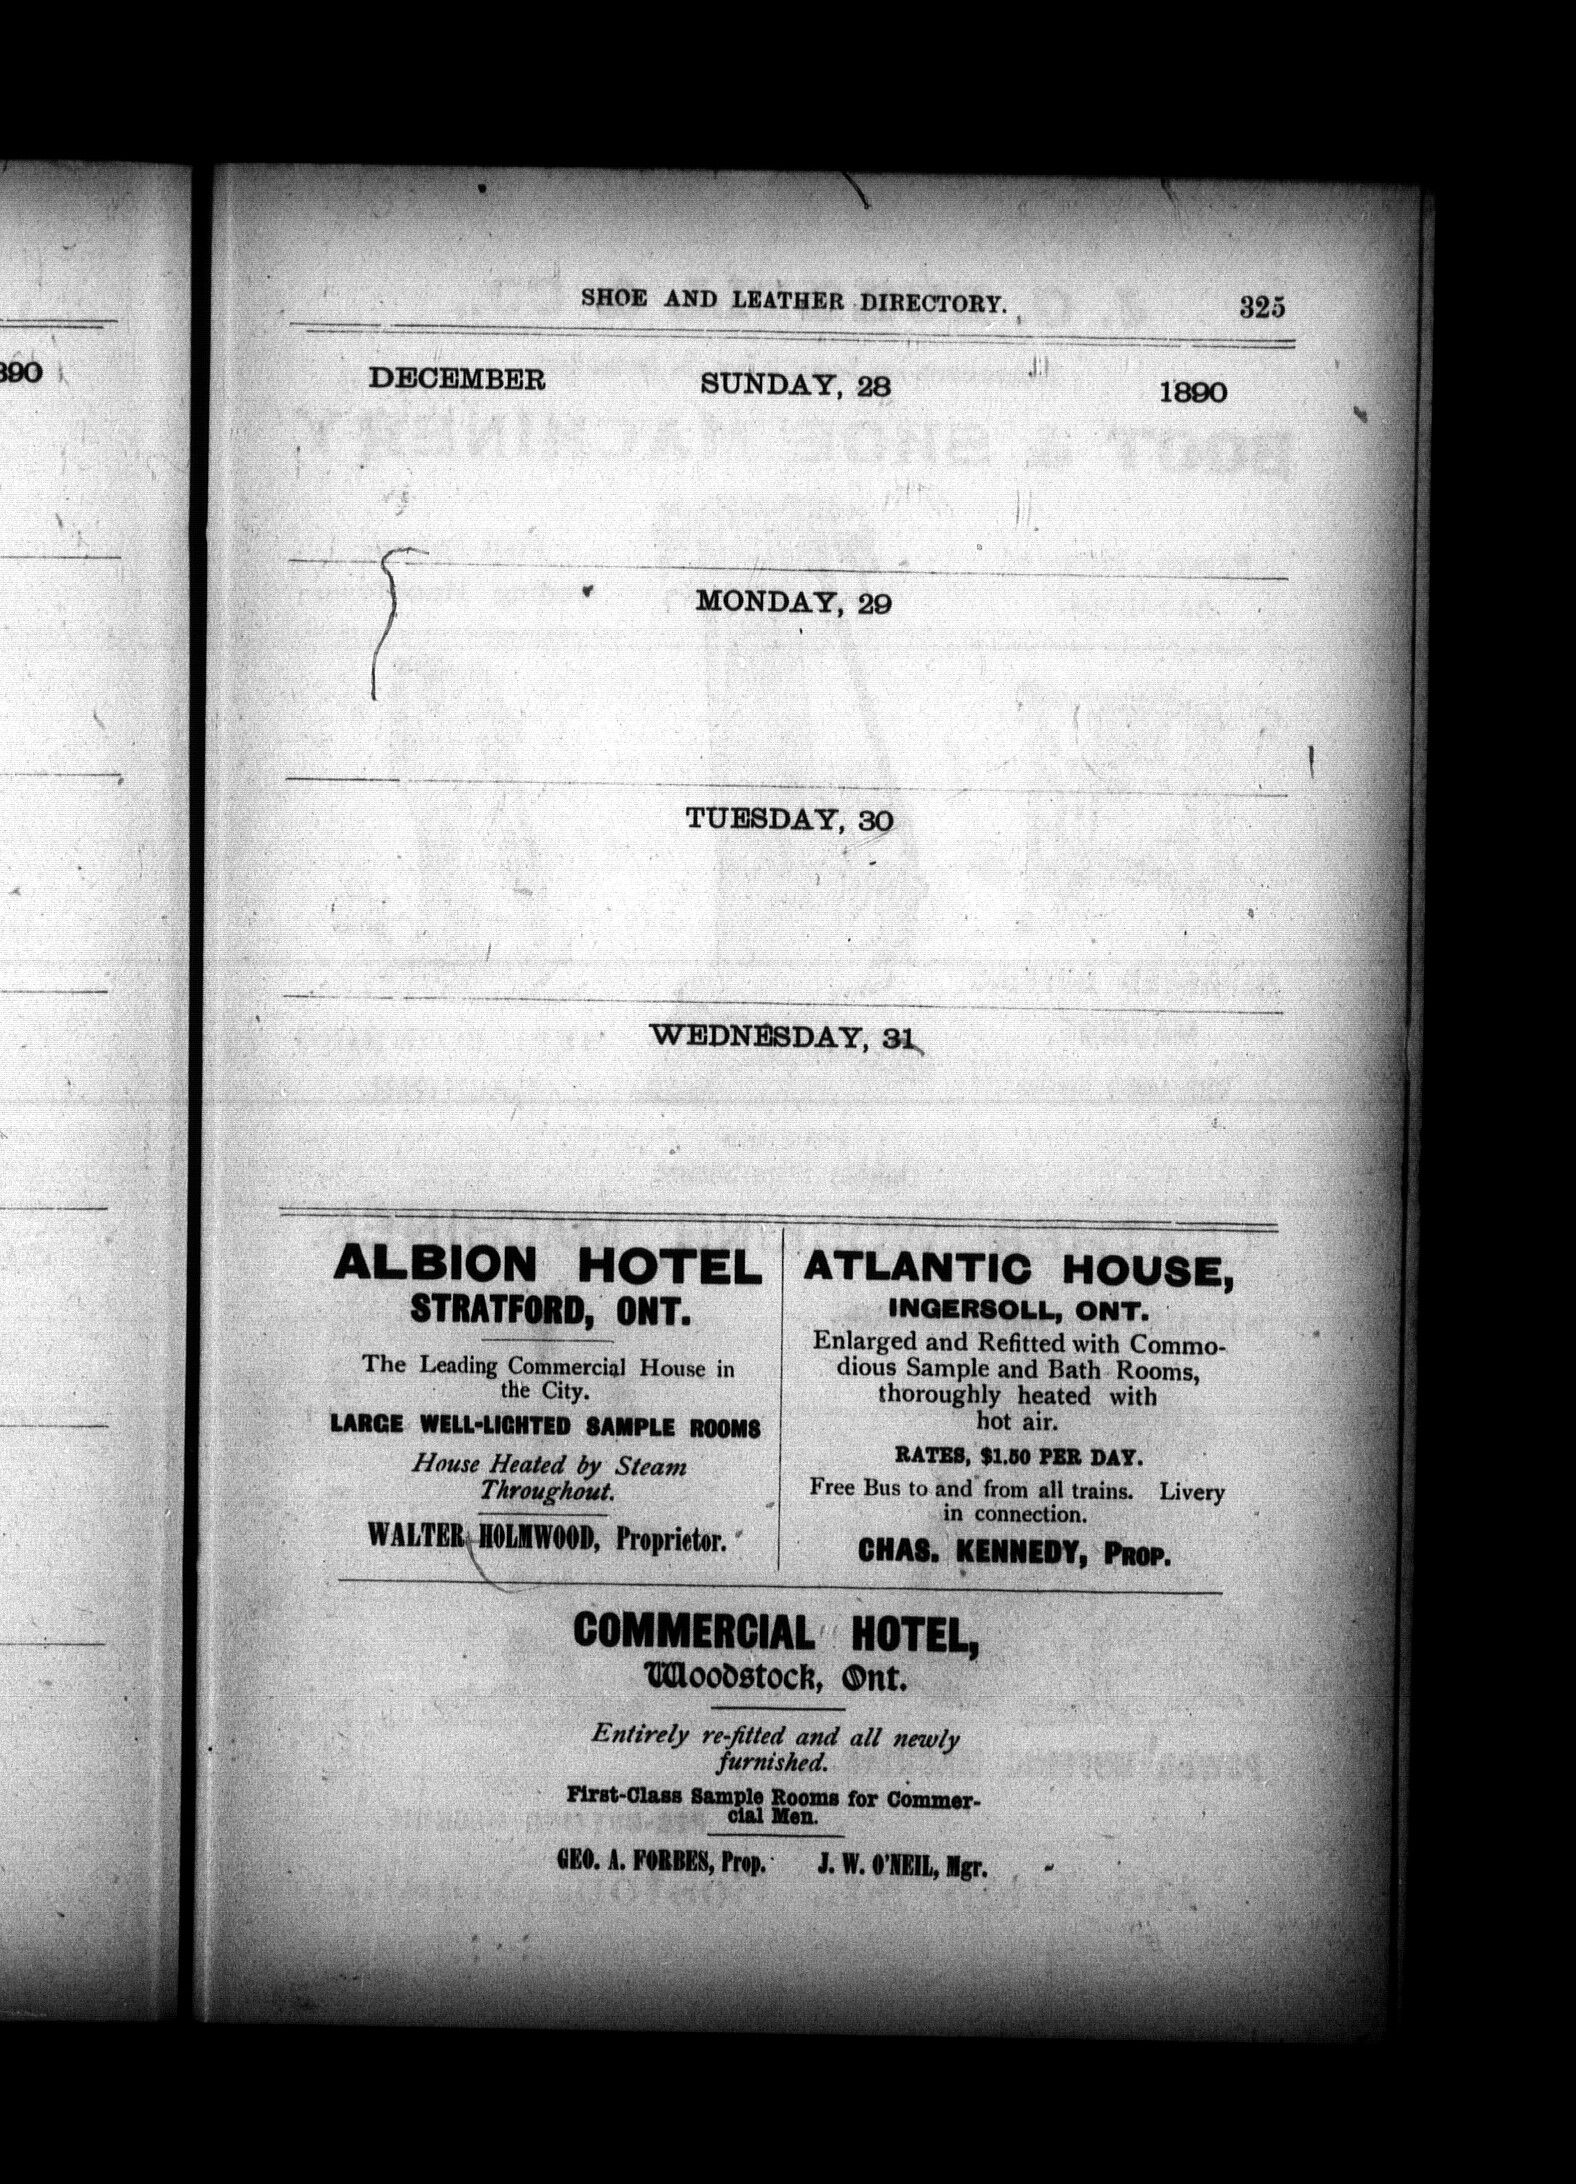 SHOE AND LEATHER DIRECTORY. 325
DECEMBER SUNDAY, 28 1890
MONDAY, 29
TUESDAY, 30
WEDNESDAY, 31
ALBION HOTEL
STRATFORD, ONT.
The Leading Commercial House in
the City.
LARGE WELL-LIGHTED SAMPLE ROOMS
House Heated by Steam
Throughout.
WALTER HOLMWOOD, Proprietor.
ATLANTIC HOUSE,
INGERSOLL, ONT.
Enlarged and Refitted with Commo-
dious Sample and Bath Rooms,
thoroughly heated with
hot air.
RATES, $1.50 PER DAY.
Free Bus to and from all trains. Livery
in connection.
CHAS. KENNEDY, PROP.
COMMERCIAL HOTEL,
Woodstock, Ont.
Entirely re-fitted and all newly
furnished.
First-Class Sample Rooms for Commer-
cial Men.
GEO. A. FORBES, Prop. J. W. O'NEIL, Mgr.